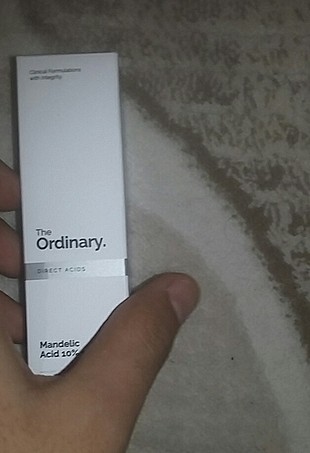 Clinical Formulations
with Integrity.
The
Ordinary.
DIRECT ACIDS
Mandelic
Acid 10%